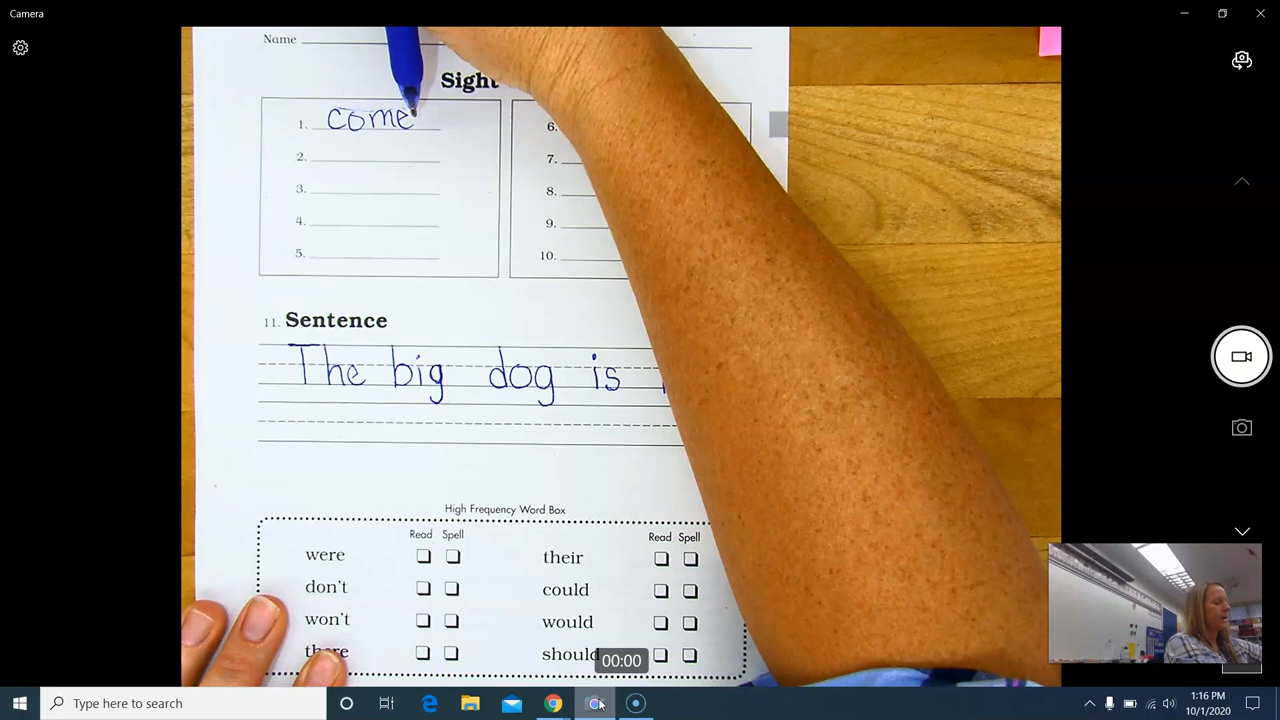 Camera
Name
Sight
1. come
6.
2.
7.
3.
8.
4.
9.
5.
10.
11. Sentence
The big dog is
High Frequency Word Box
Read Spell
Read Spell
were
their
don't
could
won't
would
there
should
00:00
Type here to search
1:16 PM
10/1/2020